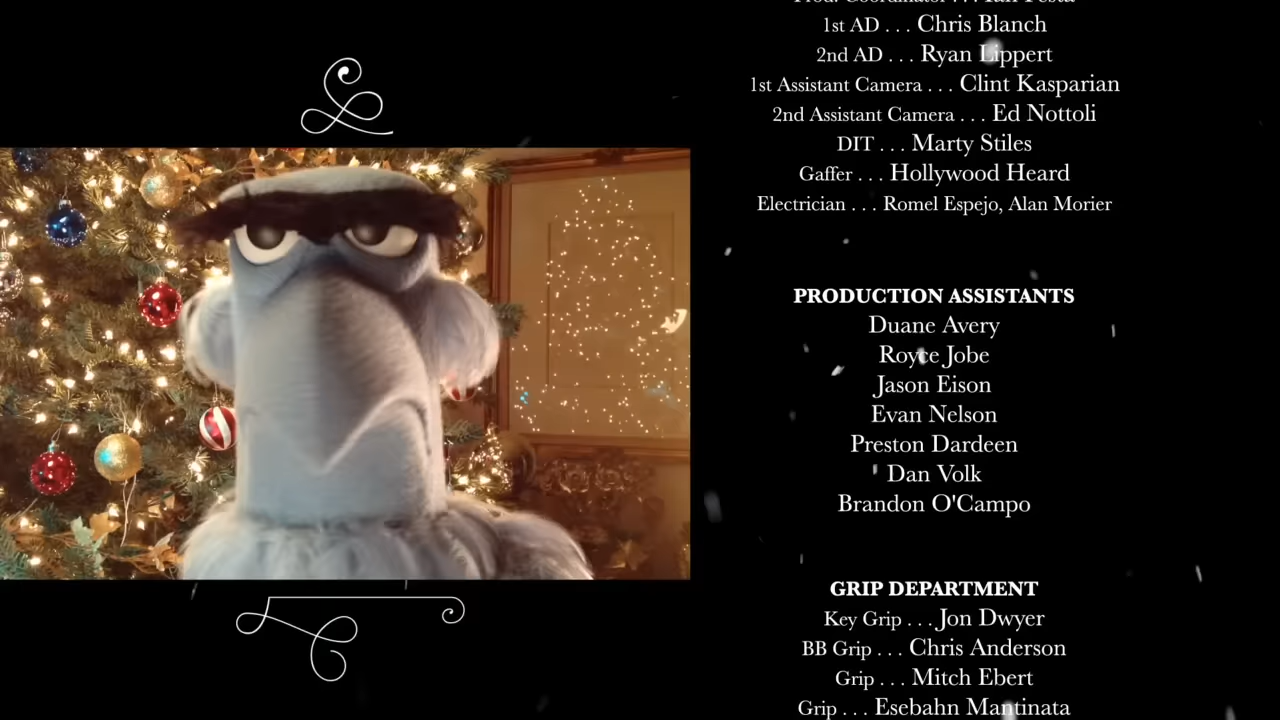 1st AD . . . Chris Blanch
2nd AD . . . Ryan Lippert
1st Assistant Camera . . . Clint Kasparian
2nd Assistant Camera . . . Ed Nottoli
DIT . . . Marty Stiles
Gaffer . . . Hollywood Heard
Electrician . . . Romel Espejo, Alan Morier
PRODUCTION ASSISTANTS
Duane Avery
Royce Jobe
Jason Eison
Evan Nelson
Preston Dardeen
Dan Volk
Brandon O'Campo
GRIP DEPARTMENT
Key Grip . . . Jon Dwyer
BB Grip . . . Chris Anderson
Grip . . . Mitch Ebert
Grip . . . Esebahn Mantinata